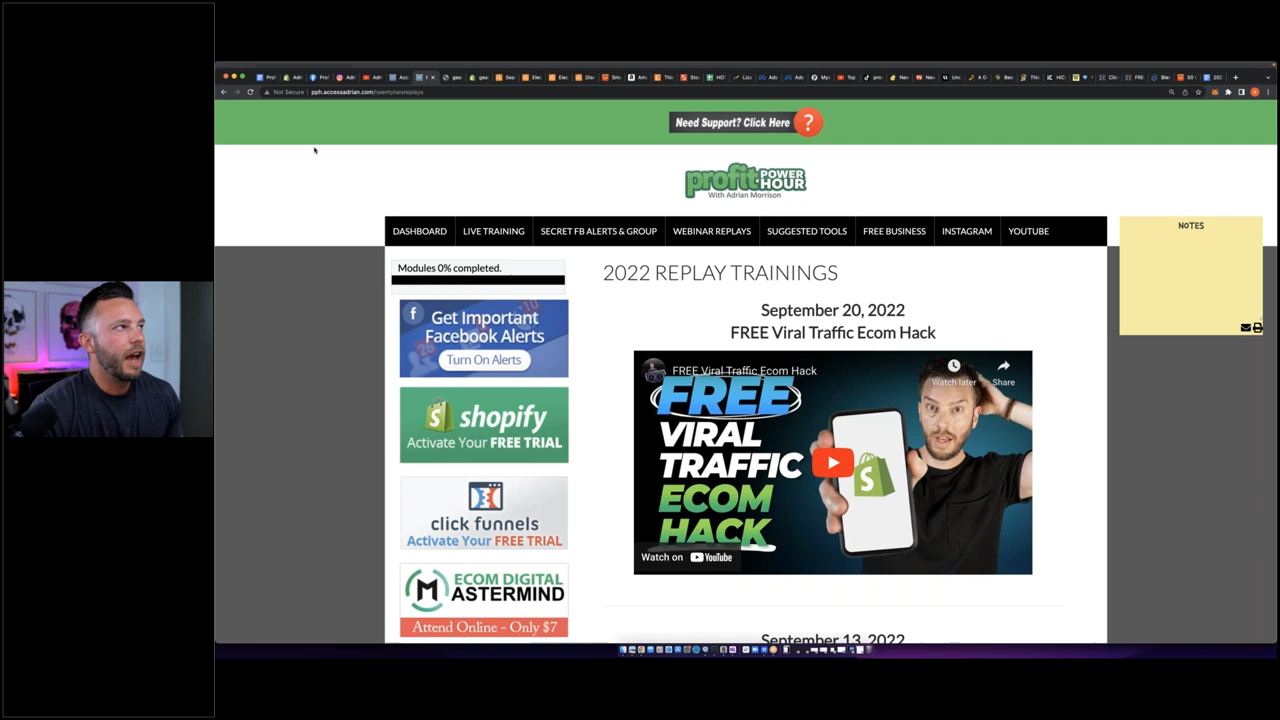 Not Secure | pph.accessadrian.com/twentytworeplays
Need Support? Click Here ?
profit POWER HOUR
With Adrian Morrison
DASHBOARD LIVE TRAINING SECRET FB ALERTS & GROUP WEBINAR REPLAYS SUGGESTED TOOLS FREE BUSINESS INSTAGRAM YOUTUBE
NOTES
Modules 0% completed.
Get Important
Facebook Alerts
Turn On Alerts
shopify
Activate Your FREE TRIAL
click funnels
Activate Your FREE TRIAL
ECOM DIGITAL
MASTERMIND
Attend Online - Only $7
2022 REPLAY TRAININGS
September 20, 2022
FREE Viral Traffic Ecom Hack
FREE Viral Traffic Ecom Hack
Watch later
Share
FREE
VIRAL
TRAFFIC
ECOM
HACK
Watch on YouTube
September 13, 2022